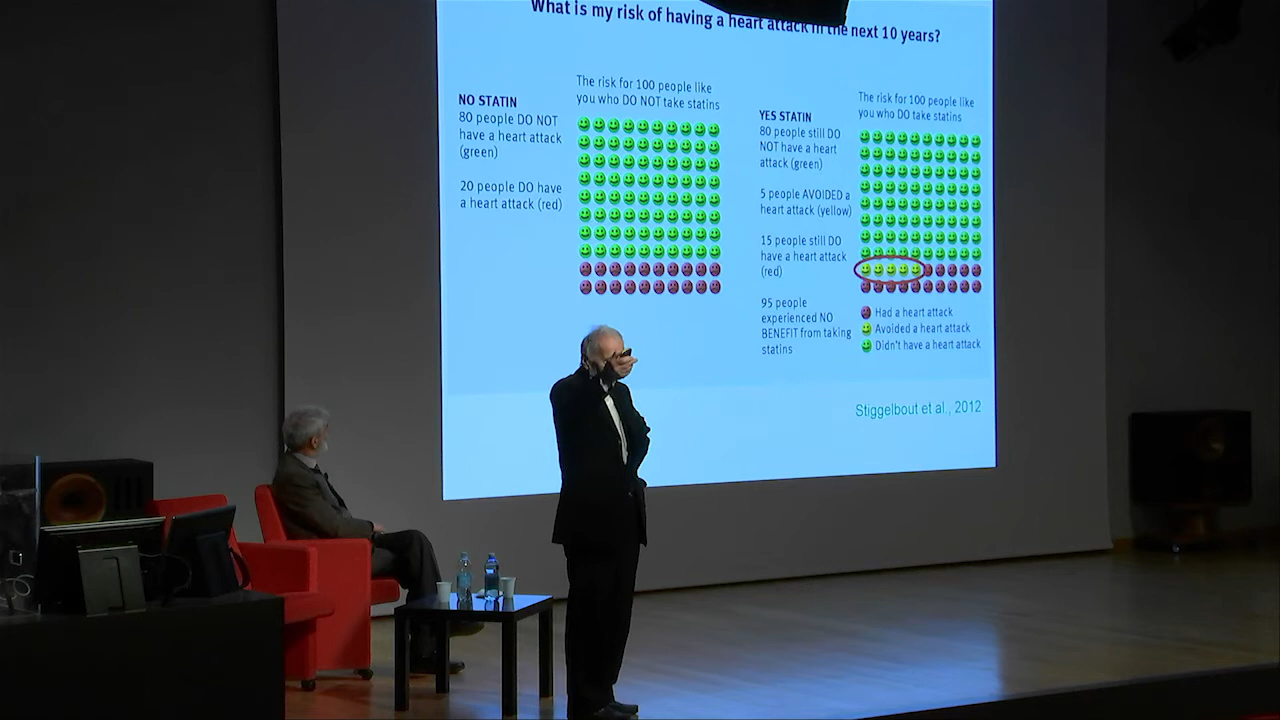 What is my risk of having a heart attack in the next 10 years?
NO STATIN
80 people DO NOT
have a heart attack
(green)
20 people DO have
a heart attack (red)
The risk for 100 people like
you who DO NOT take statins
YES STATIN
80 people still DO
NOT have a heart
attack (green)
5 people AVOIDED a
heart attack (yellow)
15 people still DO
have a heart attack
(red)
95 people
experienced NO
BENEFIT from taking
statins
The risk for 100 people like
you who DO take statins
Had a heart attack
Avoided a heart attack
Didn't have a heart attack
Stiggelbout et al., 2012